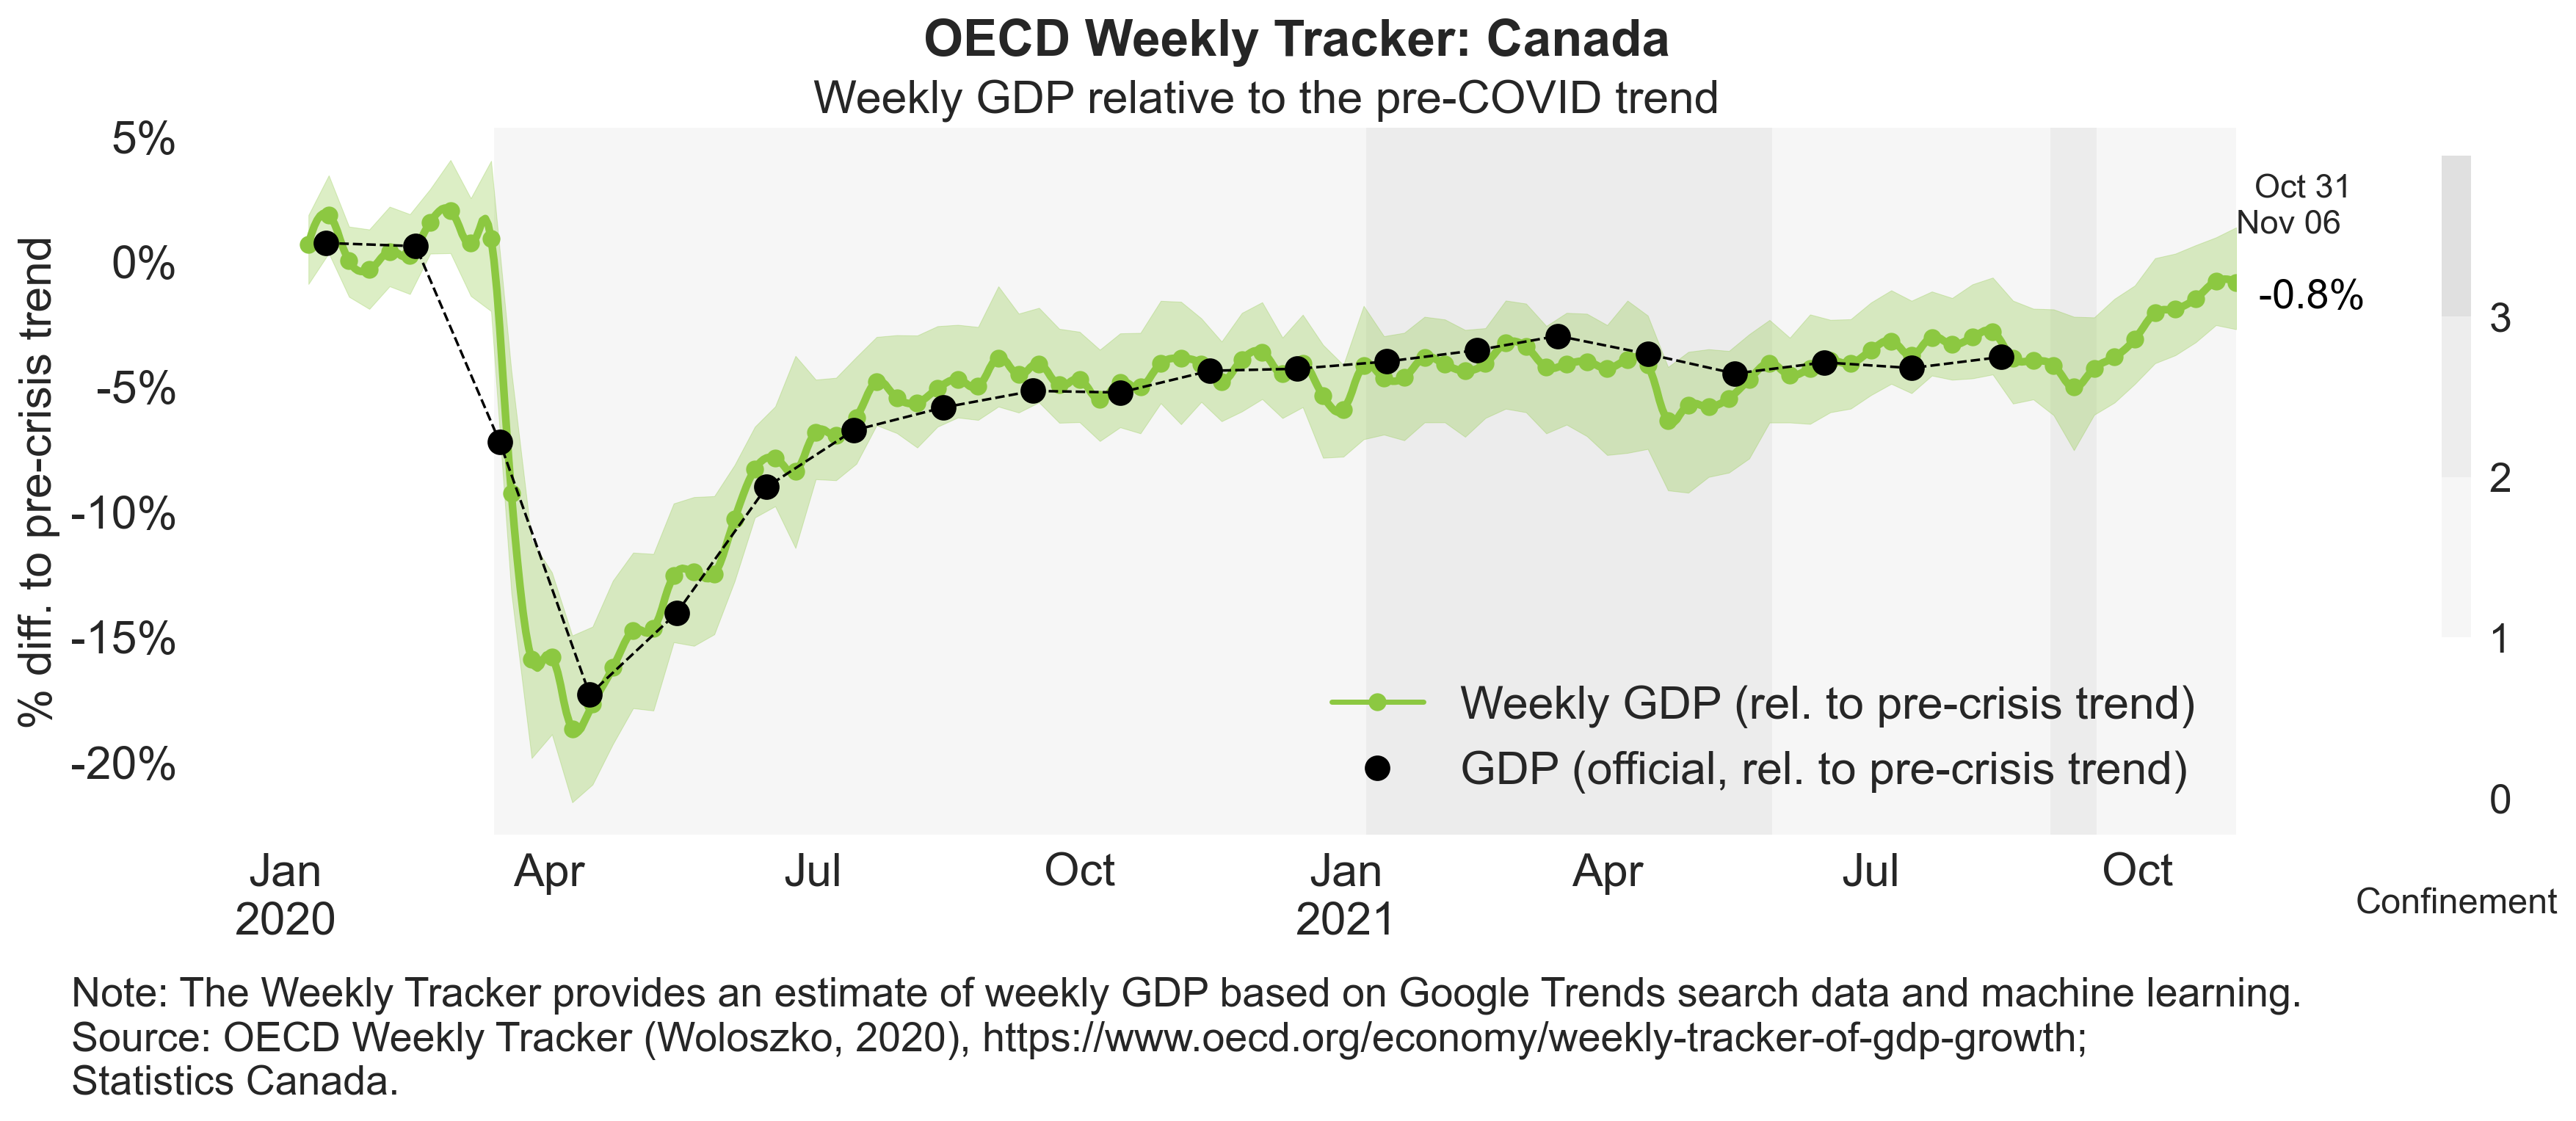 OECD Weekly Tracker: Canada
Weekly GDP relative to the pre-COVID trend
% diff. to pre-crisis trend
5%
0%
-5%
-10%
-15%
-20%
Oct 31
Nov 06
-0.8%
3
2
1
0
Confinement
Weekly GDP (rel. to pre-crisis trend)
GDP (official, rel. to pre-crisis trend)
Jan Apr Jul Oct Jan Apr Jul Oct
2020 2021
Note: The Weekly Tracker provides an estimate of weekly GDP based on Google Trends search data and machine learning.
Source: OECD Weekly Tracker (Woloszko, 2020), https://www.oecd.org/economy/weekly-tracker-of-gdp-growth;
Statistics Canada.